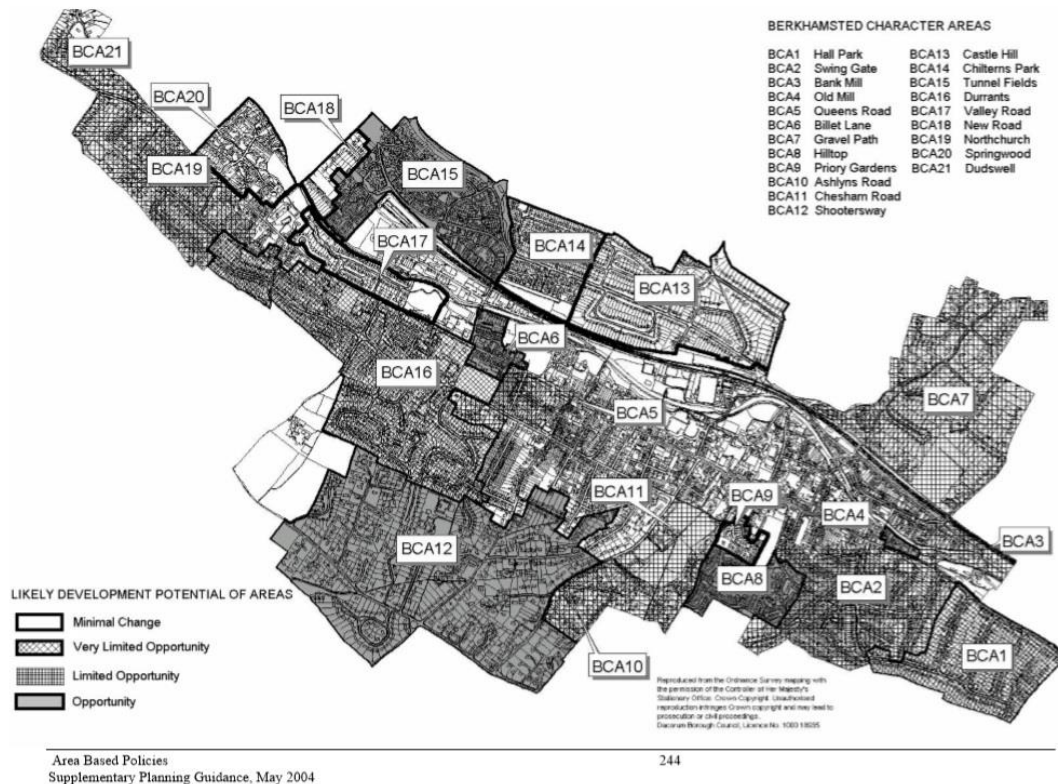 BERKHAMSTED CHARACTER AREAS
BCA1 Hall Park
BCA2 Swing Gate
BCA3 Bank Mill
BCA4 Old Mill
BCA5 Queens Road
BCA6 Billet Lane
BCA7 Gravel Path
BCA8 Hilltop
BCA9 Priory Gardens
BCA10 Ashlyns Road
BCA11 Chesham Road
BCA12 Shootersway
BCA13 Castle Hill
BCA14 Chilterns Park
BCA15 Tunnel Fields
BCA16 Durrants
BCA17 Valley Road
BCA18 New Road
BCA19 Northchurch
BCA20 Springwood
BCA21 Dudswell
BCA21
BCA20
BCA18
BCA19
BCA15
BCA17
BCA14
BCA13
BCA6
BCA16
BCA7
BCA5
BCA11
BCA9
BCA4
BCA3
BCA12
BCA8
BCA2
BCA10
BCA1
LIKELY DEVELOPMENT POTENTIAL OF AREAS
Minimal Change
Very Limited Opportunity
Limited Opportunity
Opportunity
Reproduced from the Ordnance Survey mapping with
the permission of the Controller of Her Majesty's
Stationery Office. Crown Copyright. Unauthorised
reproduction infringes Crown copyright and may lead to
prosecution or civil proceedings.
Dacorum Borough Council, Licence No.
Area Based Policies
244
Supplementary Planning Guidance, May 2004